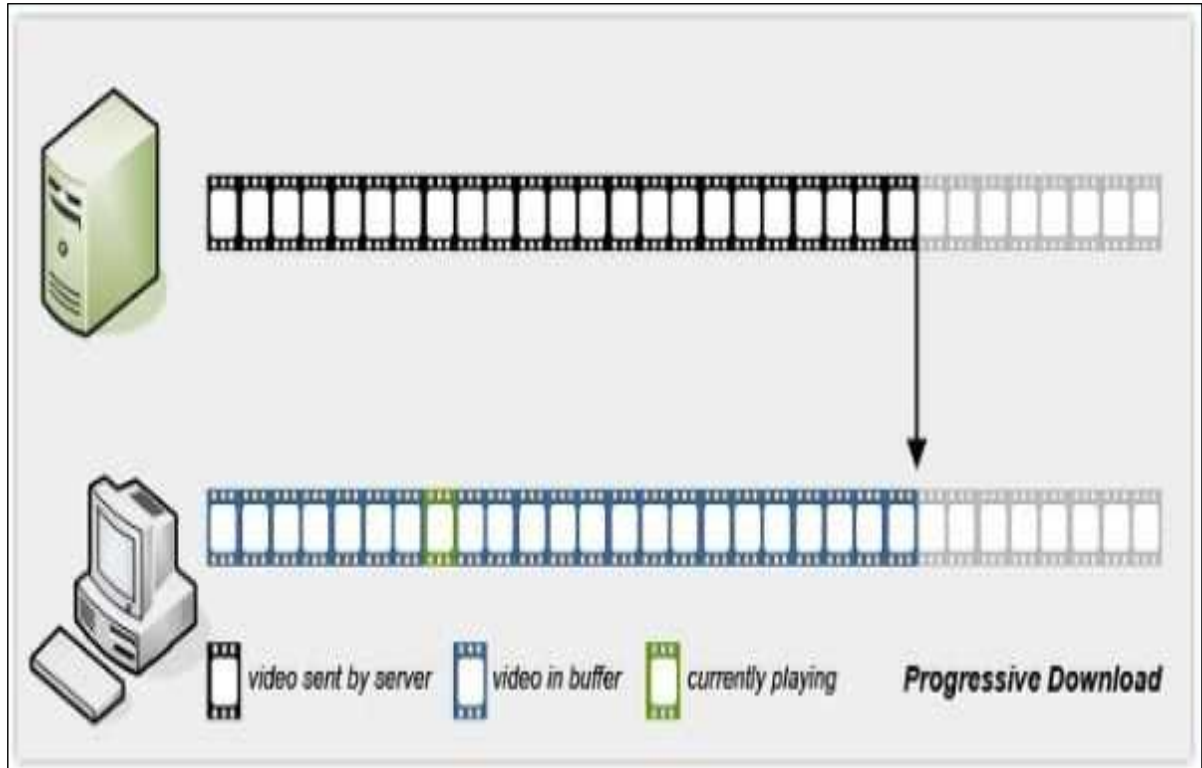 video sent by server
video in buffer
currently playing
Progressive Download